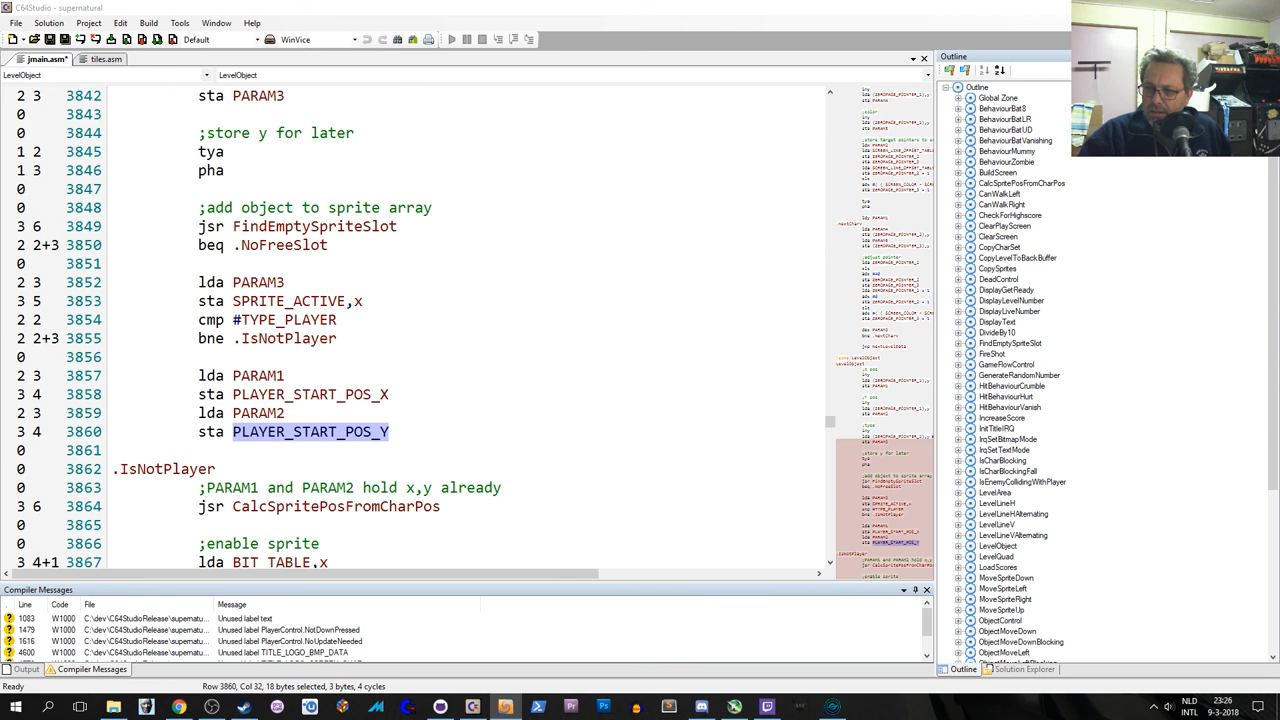 C64Studio - supernatural
File Solution Project Edit Build Tools Window Help
Default WinVice
jmain.asm* tiles.asm
LevelObject LevelObject
2 3 3842 sta PARAM3
0 3843
0 3844 ;store y for later
1 2 3845 tya
1 3 3846 pha
0 3847
0 3848 ;add object to sprite array
3 6 3849 jsr FindEmptySpriteSlot
2 2+3 3850 beq .NoFreeSlot
0 3851
2 3 3852 lda PARAM3
3 5 3853 sta SPRITE_ACTIVE,x
2 2 3854 cmp #TYPE_PLAYER
2 2+3 3855 bne .IsNotPlayer
0 3856
2 3 3857 lda PARAM1
3 4 3858 sta PLAYER_START_POS_X
2 3 3859 lda PARAM2
3 4 3860 sta PLAYER_START_POS_Y
0 3861
0 3862 .IsNotPlayer
0 3863 ;PARAM1 and PARAM2 hold x,y already
3 6 3864 jsr CalcSpritePosFromCharPos
0 3865
0 3866 ;enable sprite
3 4+1 3867 lda BIT_TABLE,x
Outline
Outline
Global Zone
BehaviourBat8
BehaviourBatLR
BehaviourBatUD
BehaviourBatVanishing
BehaviourMummy
BehaviourZombie
BuildScreen
CalcSpritePosFromCharPos
CanWalkLeft
CanWalkRight
CheckForHighscore
ClearPlayScreen
ClearScreen
CopyCharSet
CopyLevelToBackBuffer
CopySprites
DeadControl
DisplayGetReady
DisplayLevelNumber
DisplayLiveNumber
DisplayText
DivideBy10
FindEmptySpriteSlot
FireShot
GameFlowControl
GenerateRandomNumber
HitBehaviourCrumble
HitBehaviourHurt
HitBehaviourVanish
IncreaseScore
InitTitleIRQ
IrqSetBitmapMode
IrqSetTextMode
IsCharBlocking
IsCharBlockingFall
IsEnemyCollidingWithPlayer
LevelArea
LevelLineH
LevelLineHAlternating
LevelLineV
LevelLineVAlternating
LevelObject
LevelQuad
LoadScores
MoveSpriteDown
MoveSpriteLeft
MoveSpriteRight
MoveSpriteUp
ObjectControl
ObjectMoveDown
ObjectMoveDownBlocking
ObjectMoveLeft
Outline Solution Explorer
Compiler Messages
Line Code File Message
1083 W1000 C:\dev\C64StudioRelease\supernatu... Unused label text
1479 W1000 C:\dev\C64StudioRelease\supernatu... Unused label PlayerControl.NotDownPressed
1616 W1000 C:\dev\C64StudioRelease\supernatu... Unused label PlayerControl.NoUpdateNeeded
4600 W1000 C:\dev\C64StudioRelease\supernatu... Unused label TITLE_LOGO_BMP_DATA
Output Compiler Messages
Ready Row 3860, Col 32, 18 bytes selected, 3 bytes, 4 cycles
NLD 23:26
INTL 9-3-2018